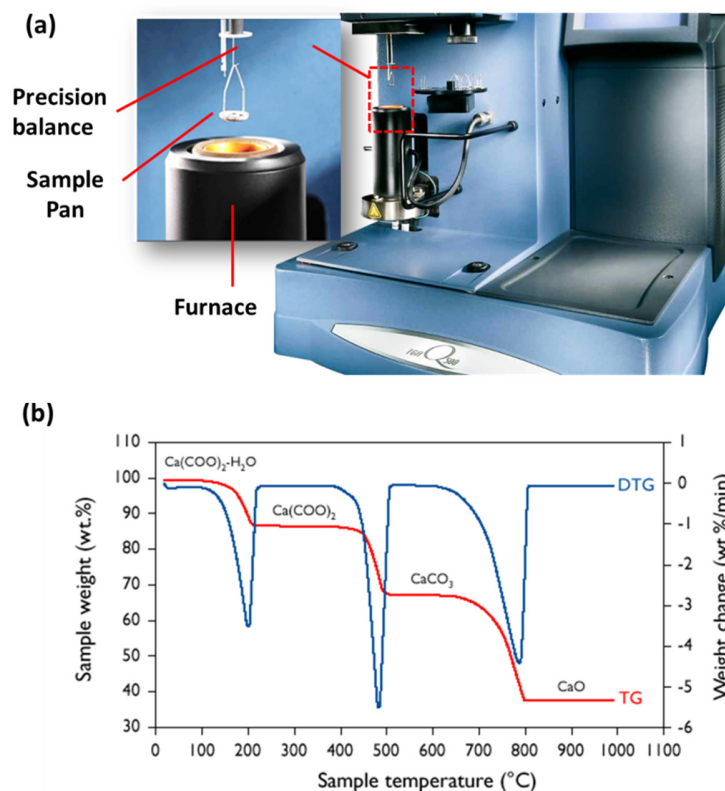 (a)
Precision
balance
Sample
Pan
Furnace
(b)
Ca(COO)₂-H₂O
Ca(COO)₂
CaCO₃
CaO
DTG
TG
110
100
90
80
70
60
50
40
30
Sample weight (wt.%)
1
0
-1
-2
-3
-4
-5
-6
Weight change (wt.%/min)
0 100 200 300 400 500 600 700 800 900 1000 1100
Sample temperature (°C)